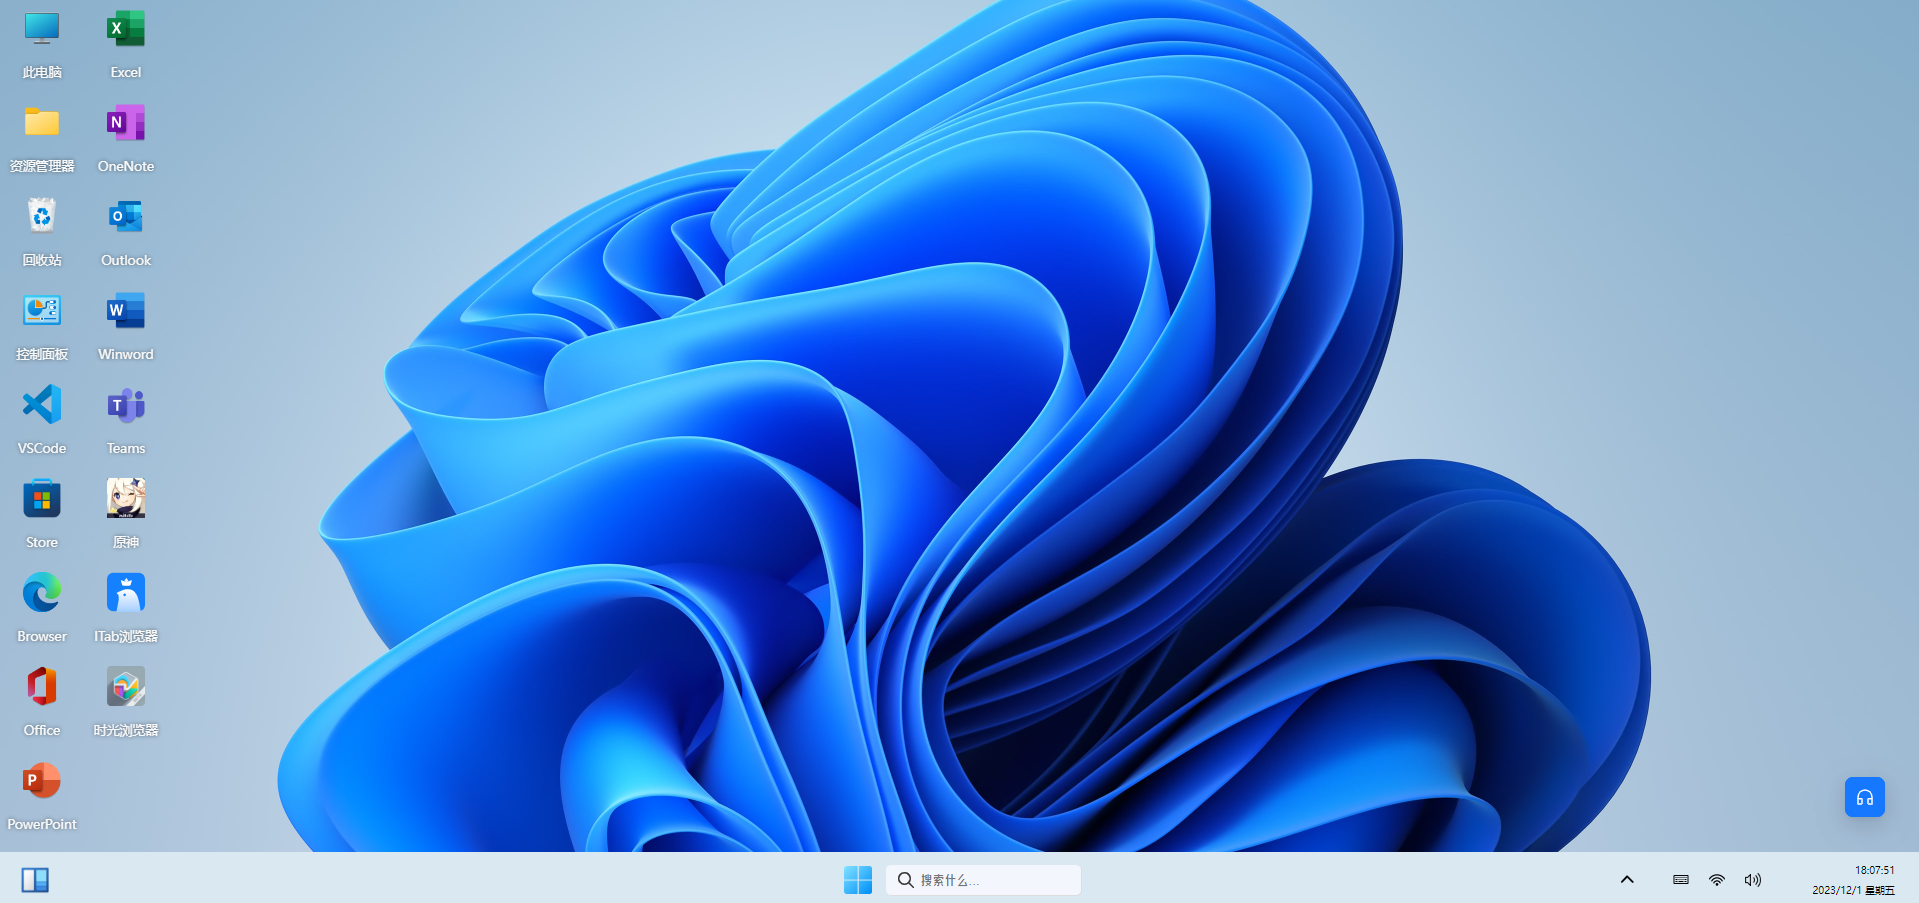 此电脑
资源管理器
回收站
控制面板
VSCode
Store
Browser
Office
PowerPoint
Excel
OneNote
Outlook
Winword
Teams
原神
ITab浏览器
时光浏览器
搜索什么...
18:07:51
2023/12/1 星期五